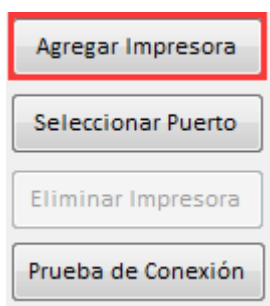 Agregar Impresora
Seleccionar Puerto
Eliminar Impresora
Prueba de Conexión